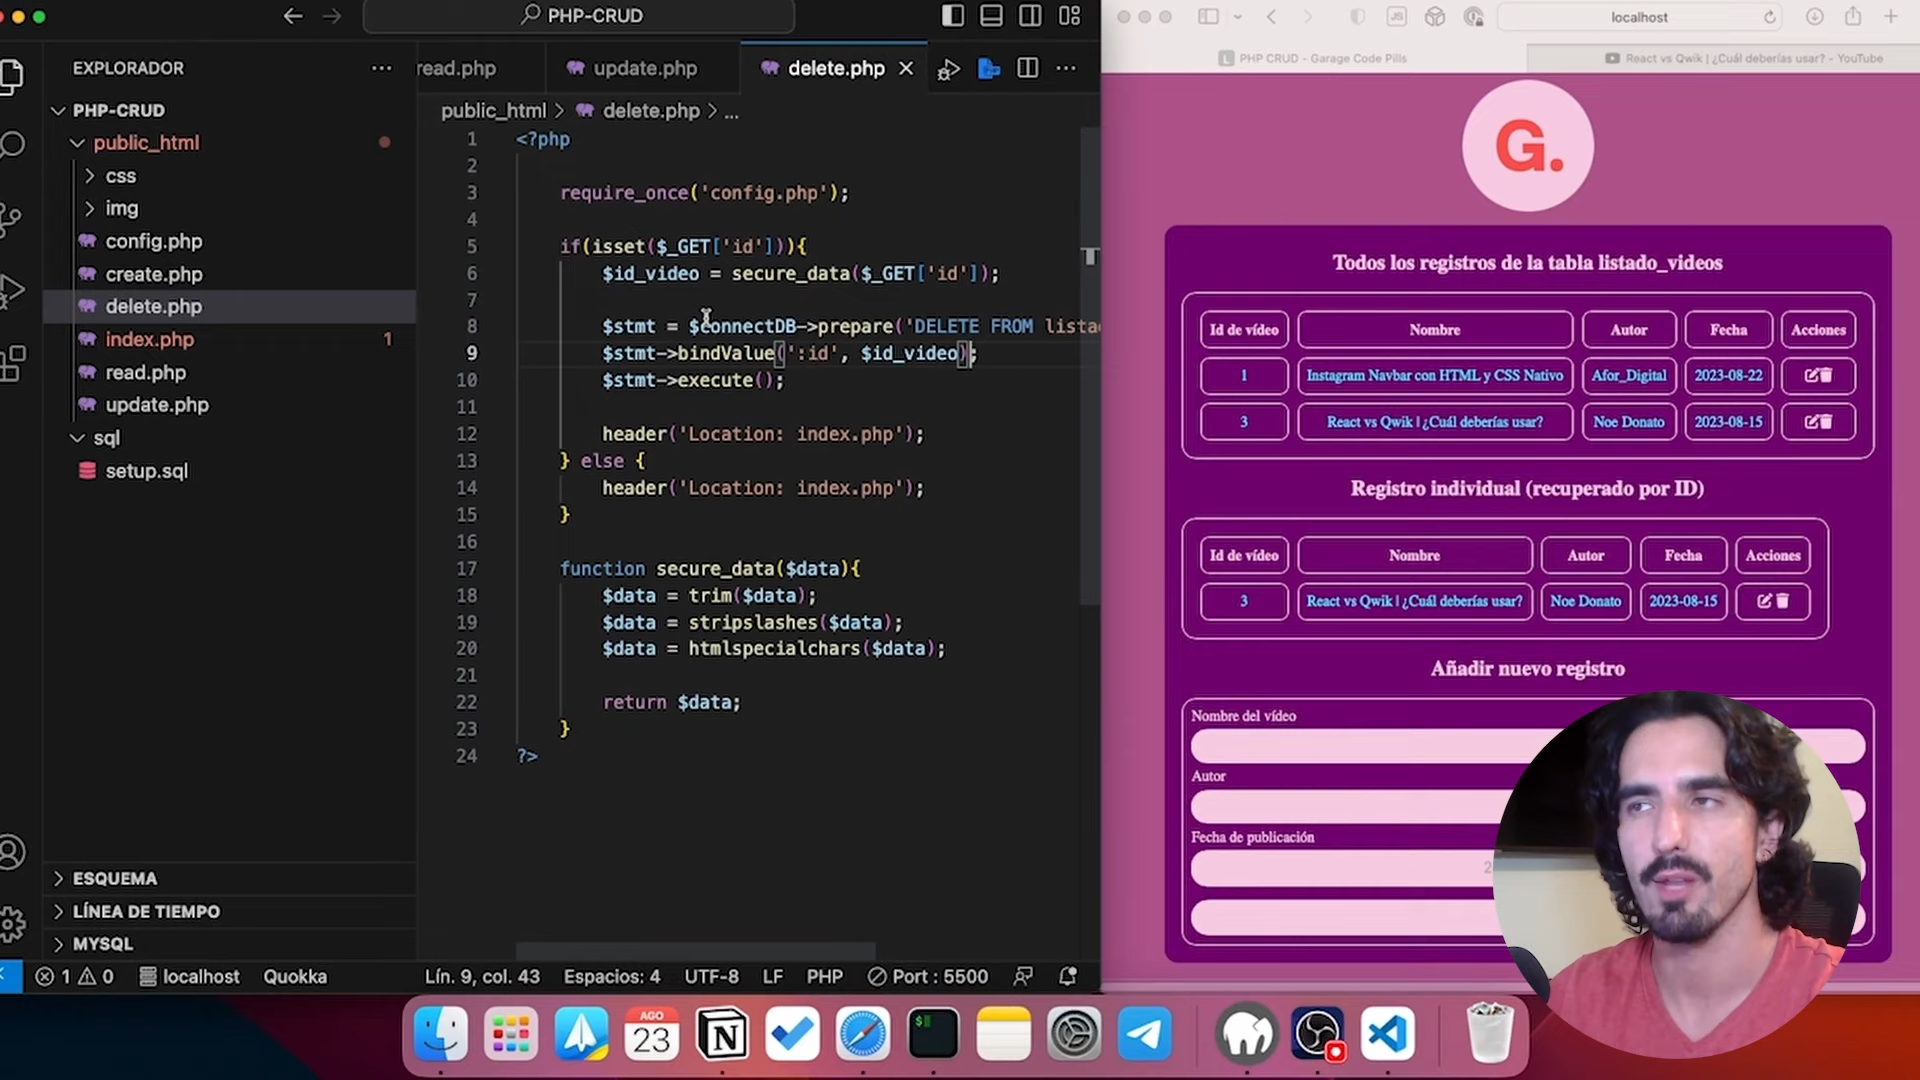 PHP-CRUD
EXPLORADOR
PHP-CRUD
public_html
css
img
config.php
create.php
delete.php
index.php 1
read.php
update.php
sql
setup.sql
ESQUEMA
LÍNEA DE TIEMPO
MYSQL
read.php
update.php
delete.php
public_html > delete.php > ...
1 <?php
2
3 require_once('config.php');
4
5 if(isset($_GET['id'])){
6 $id_video = secure_data($_GET['id']);
7
8 $stmt = $connectDB->prepare('DELETE FROM
9 $stmt->bindValue(':id', $id_video);
10 $stmt->execute();
11
12 header('Location: index.php');
13 } else {
14 header('Location: index.php');
15 }
16
17 function secure_data($data){
18 $data = trim($data);
19 $data = stripslashes($data);
20 $data = htmlspecialchars($data);
21
22 return $data;
23 }
24 ?>
1 0 localhost Quokka Lín. 9, col. 43 Espacios: 4 UTF-8 LF PHP Port : 5500
localhost
PHP CRUD - Garage Code Pills
React vs Qwik | ¿Cuál deberías usar? - YouTube
G.
Todos los registros de la tabla listado_videos
Id de vídeo Nombre Autor Fecha Acciones
1 Instagram Navbar con HTML y CSS Nativo Afor_Digital 2023-08-22
3 React vs Qwik | ¿Cuál deberías usar? Noe Donato 2023-08-15
Registro individual (recuperado por ID)
Id de vídeo Nombre Autor Fecha Acciones
3 React vs Qwik | ¿Cuál deberías usar? Noe Donato 2023-08-15
Añadir nuevo registro
Nombre del vídeo
Autor
Fecha de publicación
2
AGO
23